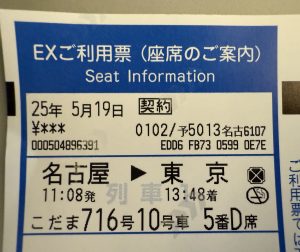 EXご利用票（座席のご案内）
Seat Information
25年 5月19日 契約
¥*** 0102/予5013名古6107
000504896391 EDD6 FB73 0599 0E7E
名古屋 ▶ 東京
11:08発 列車 13:48着
こだま716号10号車 5番D席